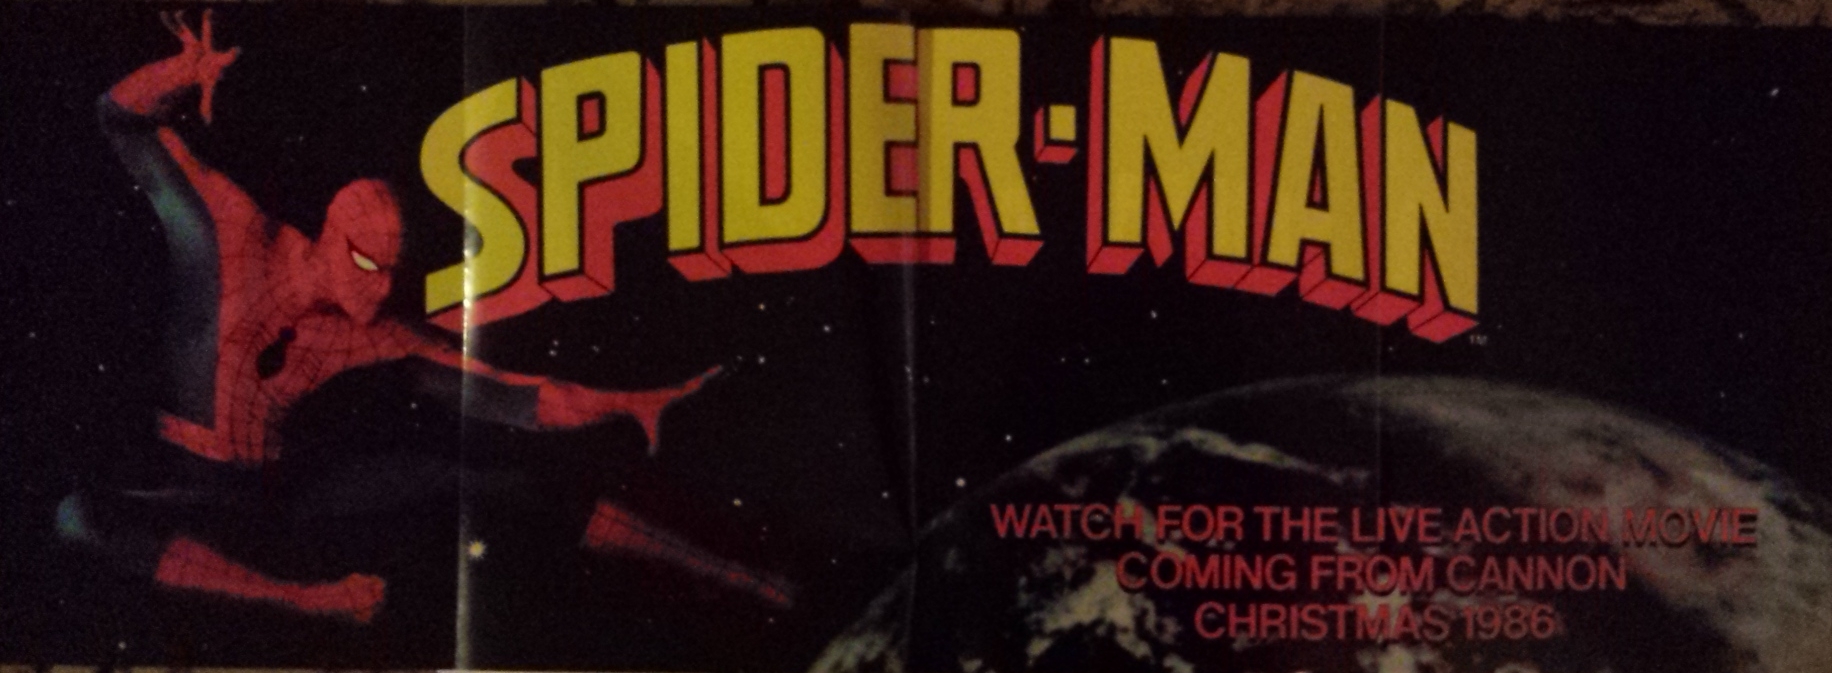 SPIDER-MAN
TM
WATCH FOR THE LIVE ACTION MOVIE
COMING FROM CANNON
CHRISTMAS 1986